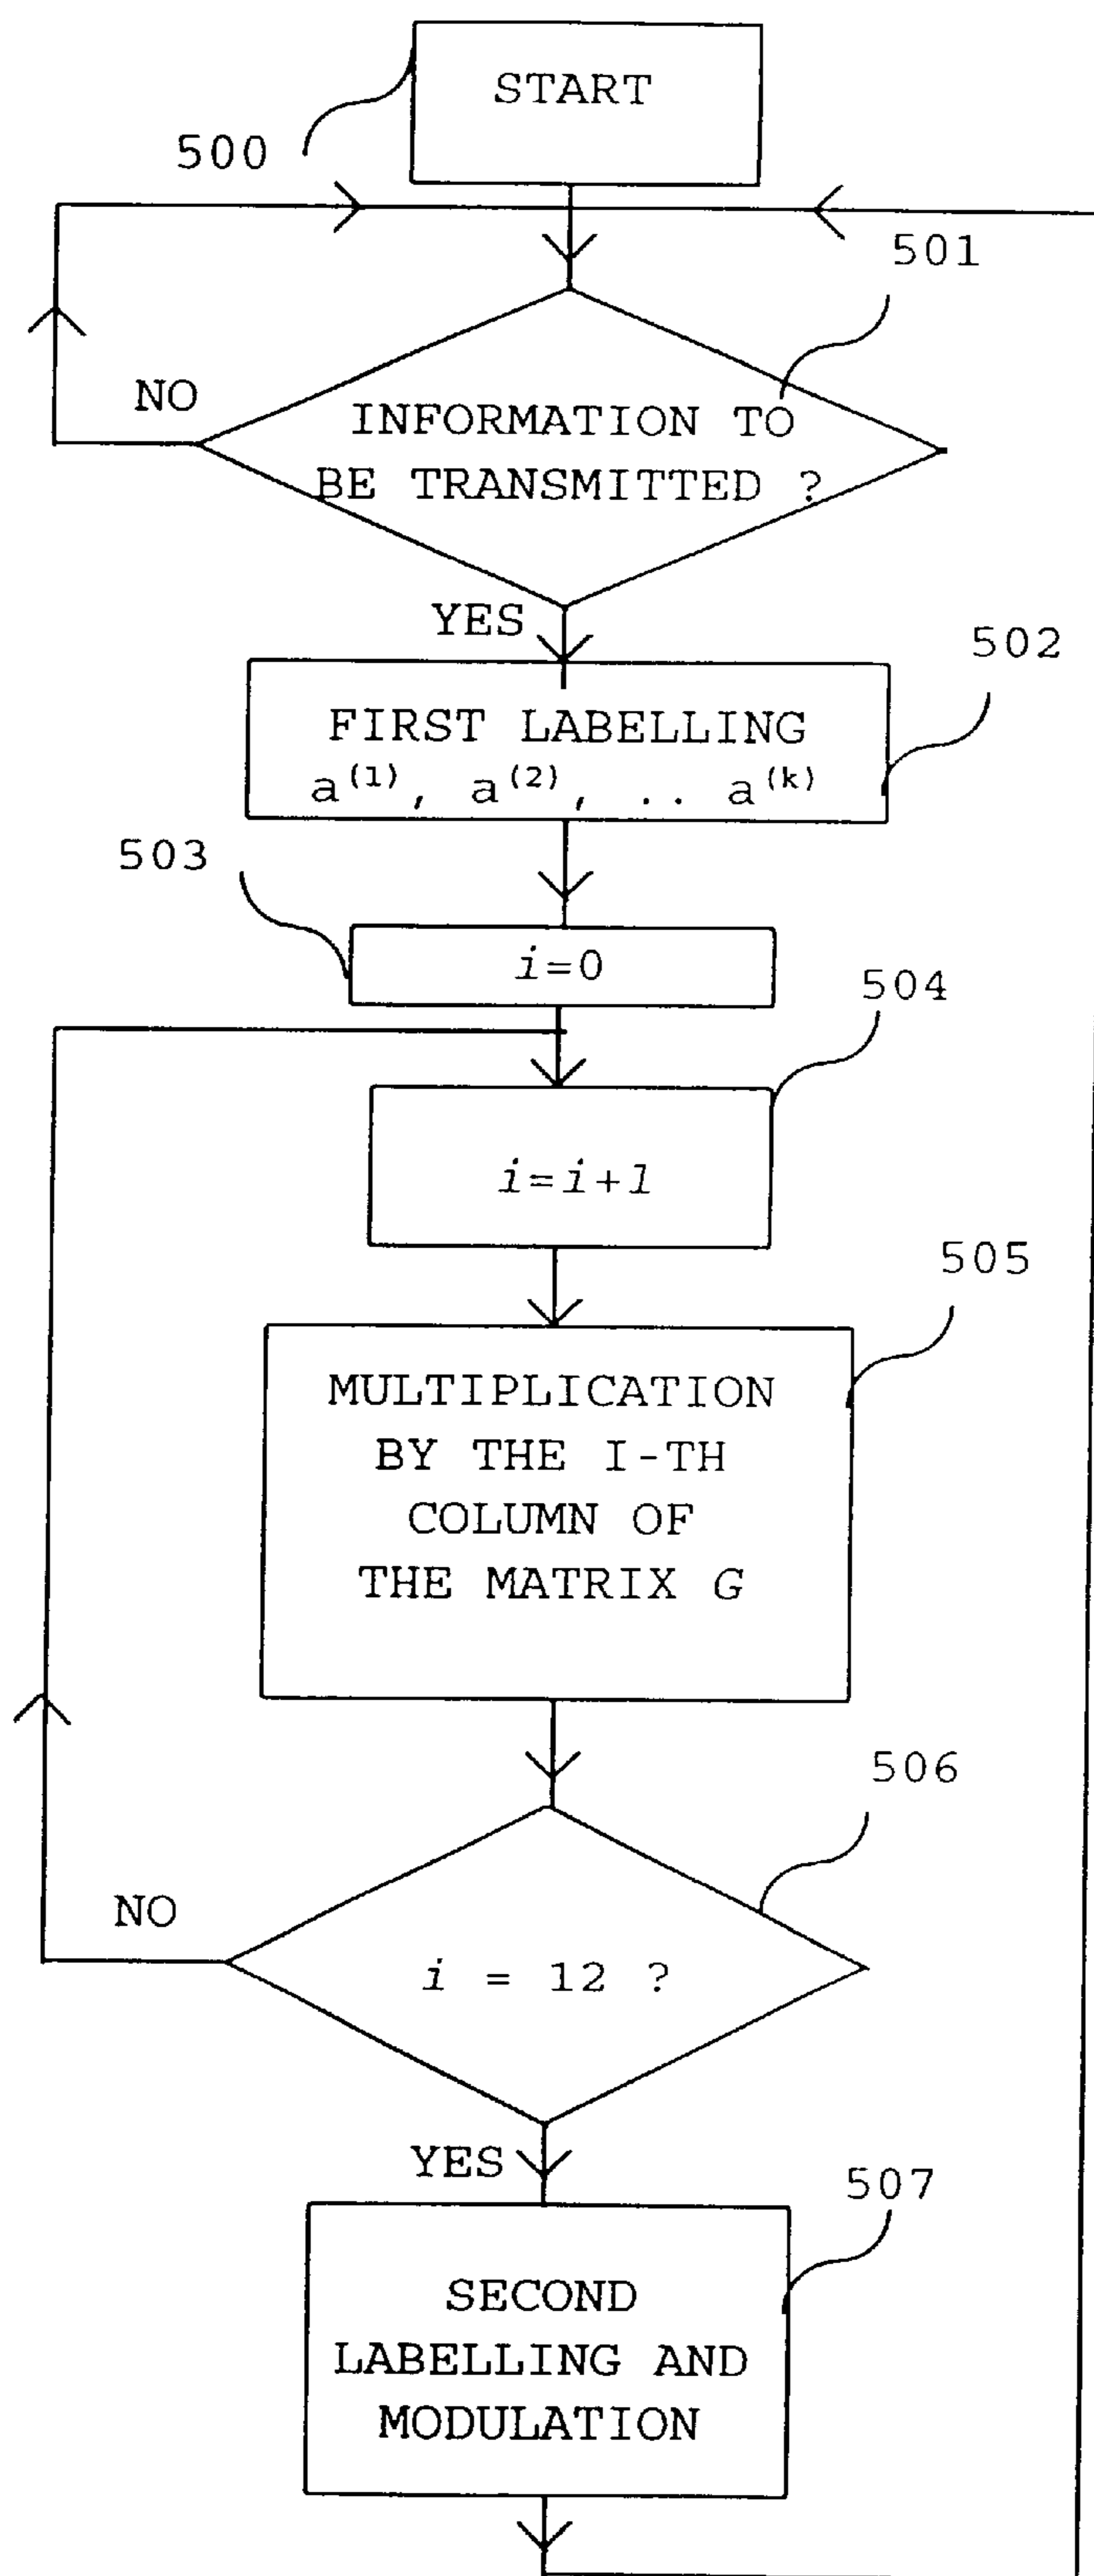 START
500
501
NO
INFORMATION TO
BE TRANSMITTED ?
YES
502
FIRST LABELLING
a(1), a(2), .. a(k)
503
i=0
504
i=i+1
505
MULTIPLICATION
BY THE I-TH
COLUMN OF
THE MATRIX G
506
NO
i = 12 ?
YES
507
SECOND
LABELLING AND
MODULATION